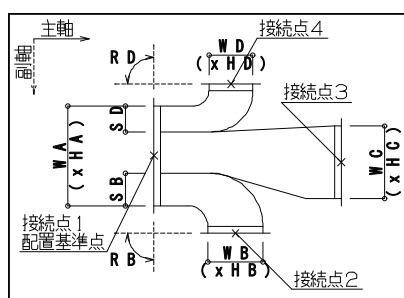 主軸
副軸
接続点4
RD
WD
(xHD)
接続点3
SD
WA
(xHA)
WC
(xHC)
SB
接続点1
配置基準点
RB
WB
(xHB)
接続点2